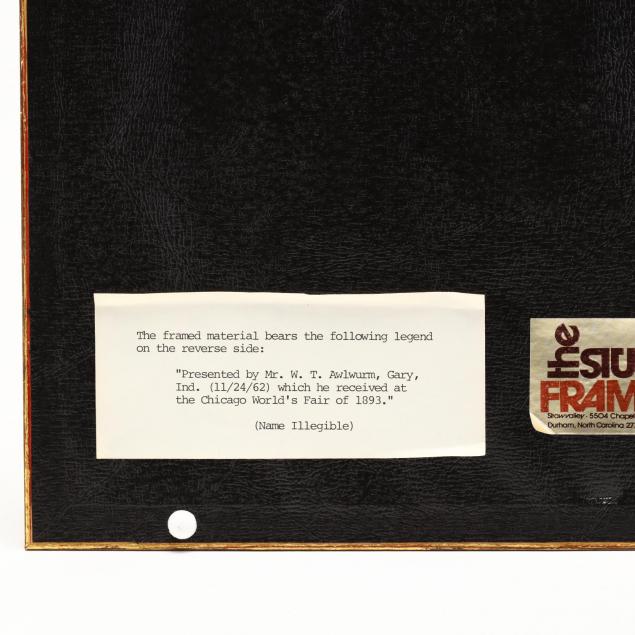 The framed material bears the following legend
on the reverse side:
"Presented by Mr. W. T. Awlwurm, Gary,
Ind. (11/24/62) which he received at
the Chicago World's Fair of 1893."
(Name Illegible)
the
FRAM
Strawvalley · 5504 Chapel
Durham, North Carolina 27